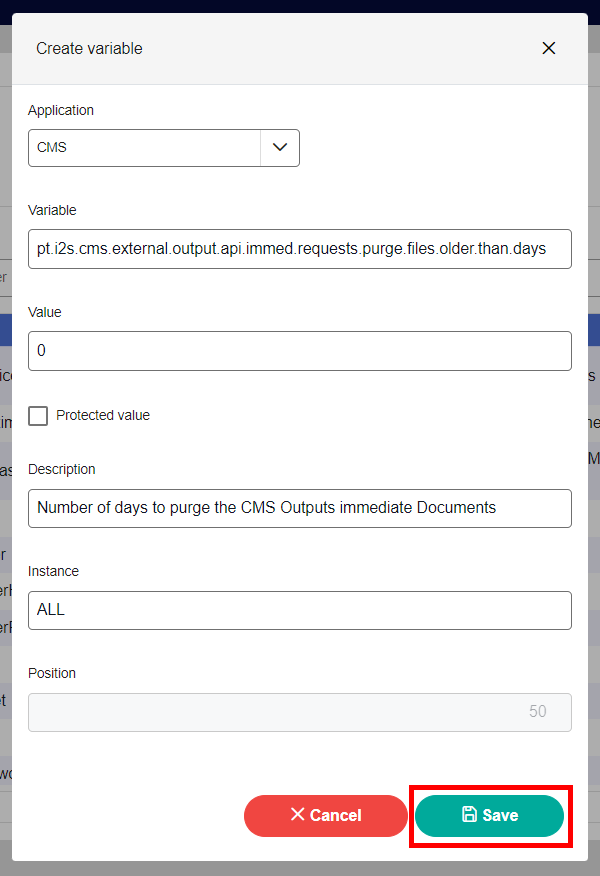 Create variable
Application
CMS
Variable
pt.i2s.cms.external.output.api.immed.requests.purge.files.older.than.days
Value
0
Protected value
Description
Number of days to purge the CMS Outputs immediate Documents
Instance
ALL
Position
50
Cancel
Save